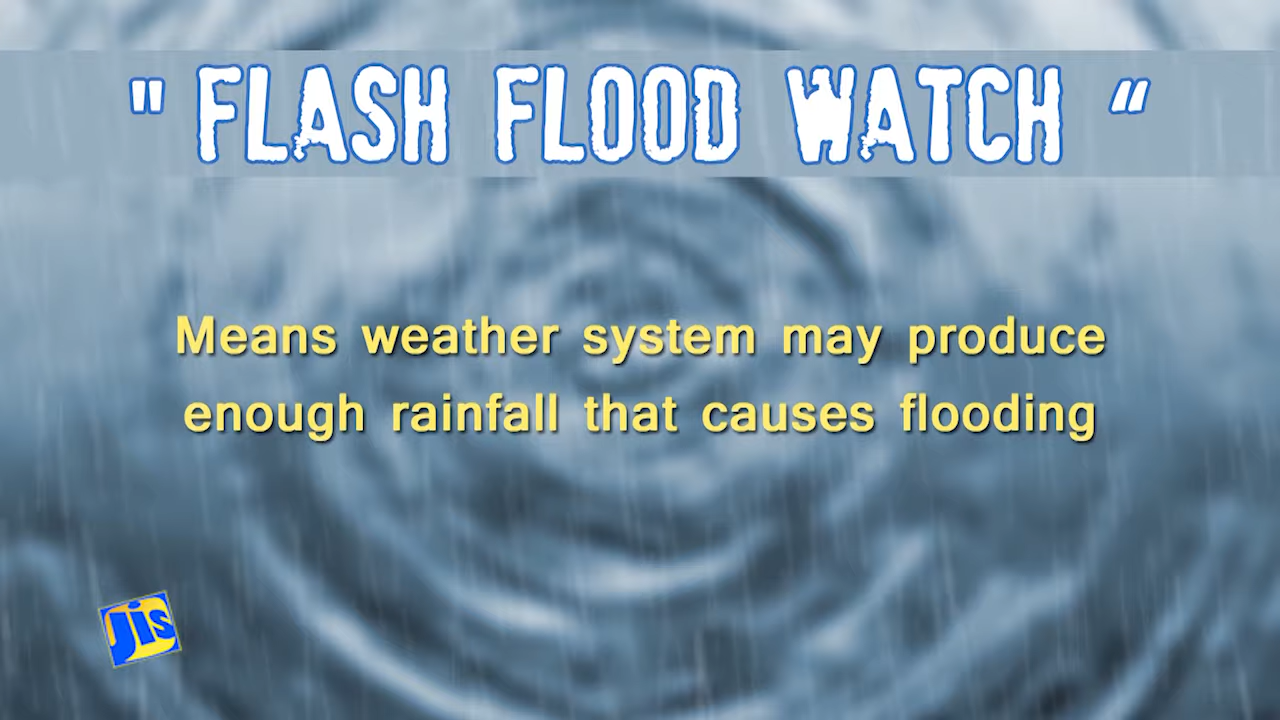 " FLASH FLOOD WATCH “
Means weather system may produce
enough rainfall that causes flooding
jis